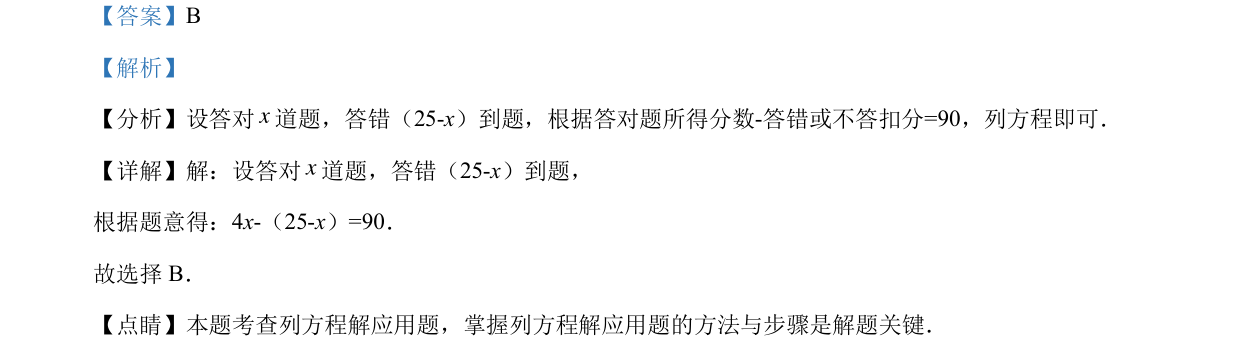 【答案】B
【解析】
【分析】设答对 x 道题，答错（25-x）到题，根据答对题所得分数-答错或不答扣分=90，列方程即可．
【详解】解：设答对 x 道题，答错（25-x）到题，
根据题意得：4x-（25-x）=90．
故选择 B．
【点睛】本题考查列方程解应用题，掌握列方程解应用题的方法与步骤是解题关键．